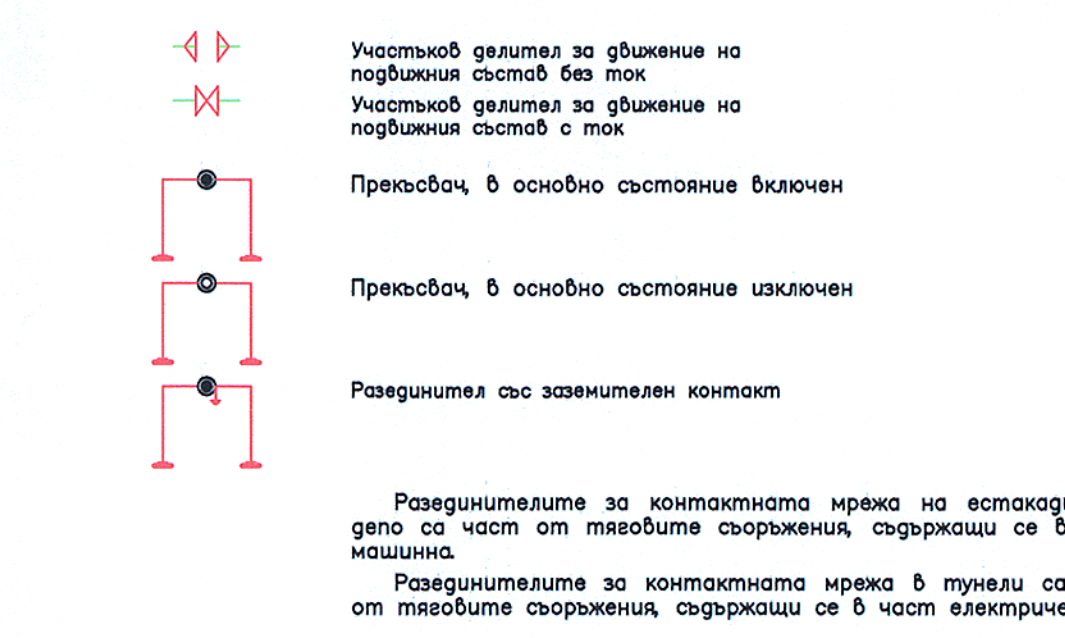 Участъков делител за движение на
подвижния състав без ток
Участъков делител за движение на
подвижния състав с ток
Прекъсвач, в основно състояние включен
Прекъсвач, в основно състояние изключен
Разединител със заземителен контакт
Разединителите за контактната мрежа на естакади
депо са част от тяговите съоръжения, съдържащи се в
машинна.
Разединителите за контактната мрежа в тунели са
от тяговите съоръжения, съдържащи се в част електриче